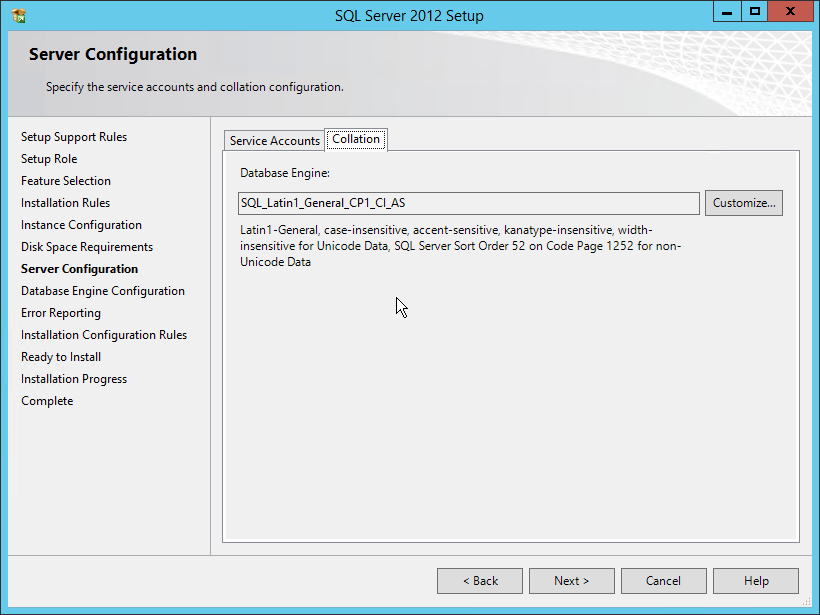 SQL Server 2012 Setup
Server Configuration
Specify the service accounts and collation configuration.
Setup Support Rules
Setup Role
Feature Selection
Installation Rules
Instance Configuration
Disk Space Requirements
Server Configuration
Database Engine Configuration
Error Reporting
Installation Configuration Rules
Ready to Install
Installation Progress
Complete
Service Accounts
Collation
Database Engine:
SQL_Latin1_General_CP1_CI_AS
Customize...
Latin1-General, case-insensitive, accent-sensitive, kanatype-insensitive, width-
insensitive for Unicode Data, SQL Server Sort Order 52 on Code Page 1252 for non-
Unicode Data
< Back
Next >
Cancel
Help